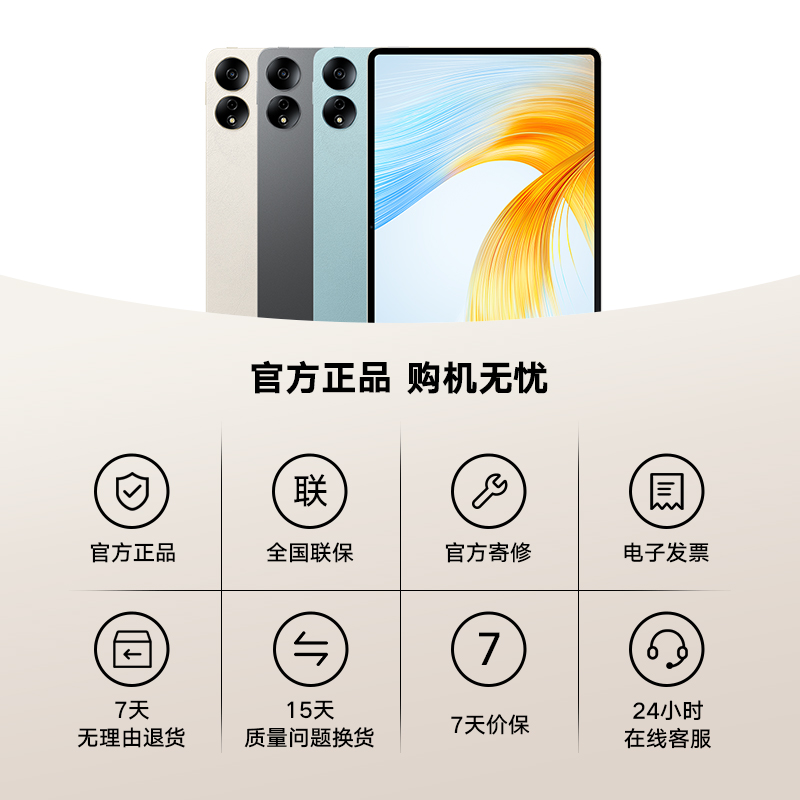 官方正品 购机无忧
联
官方正品
全国联保
官方寄修
电子发票
7
7天
无理由退货
15天
质量问题换货
7天价保
24小时
在线客服